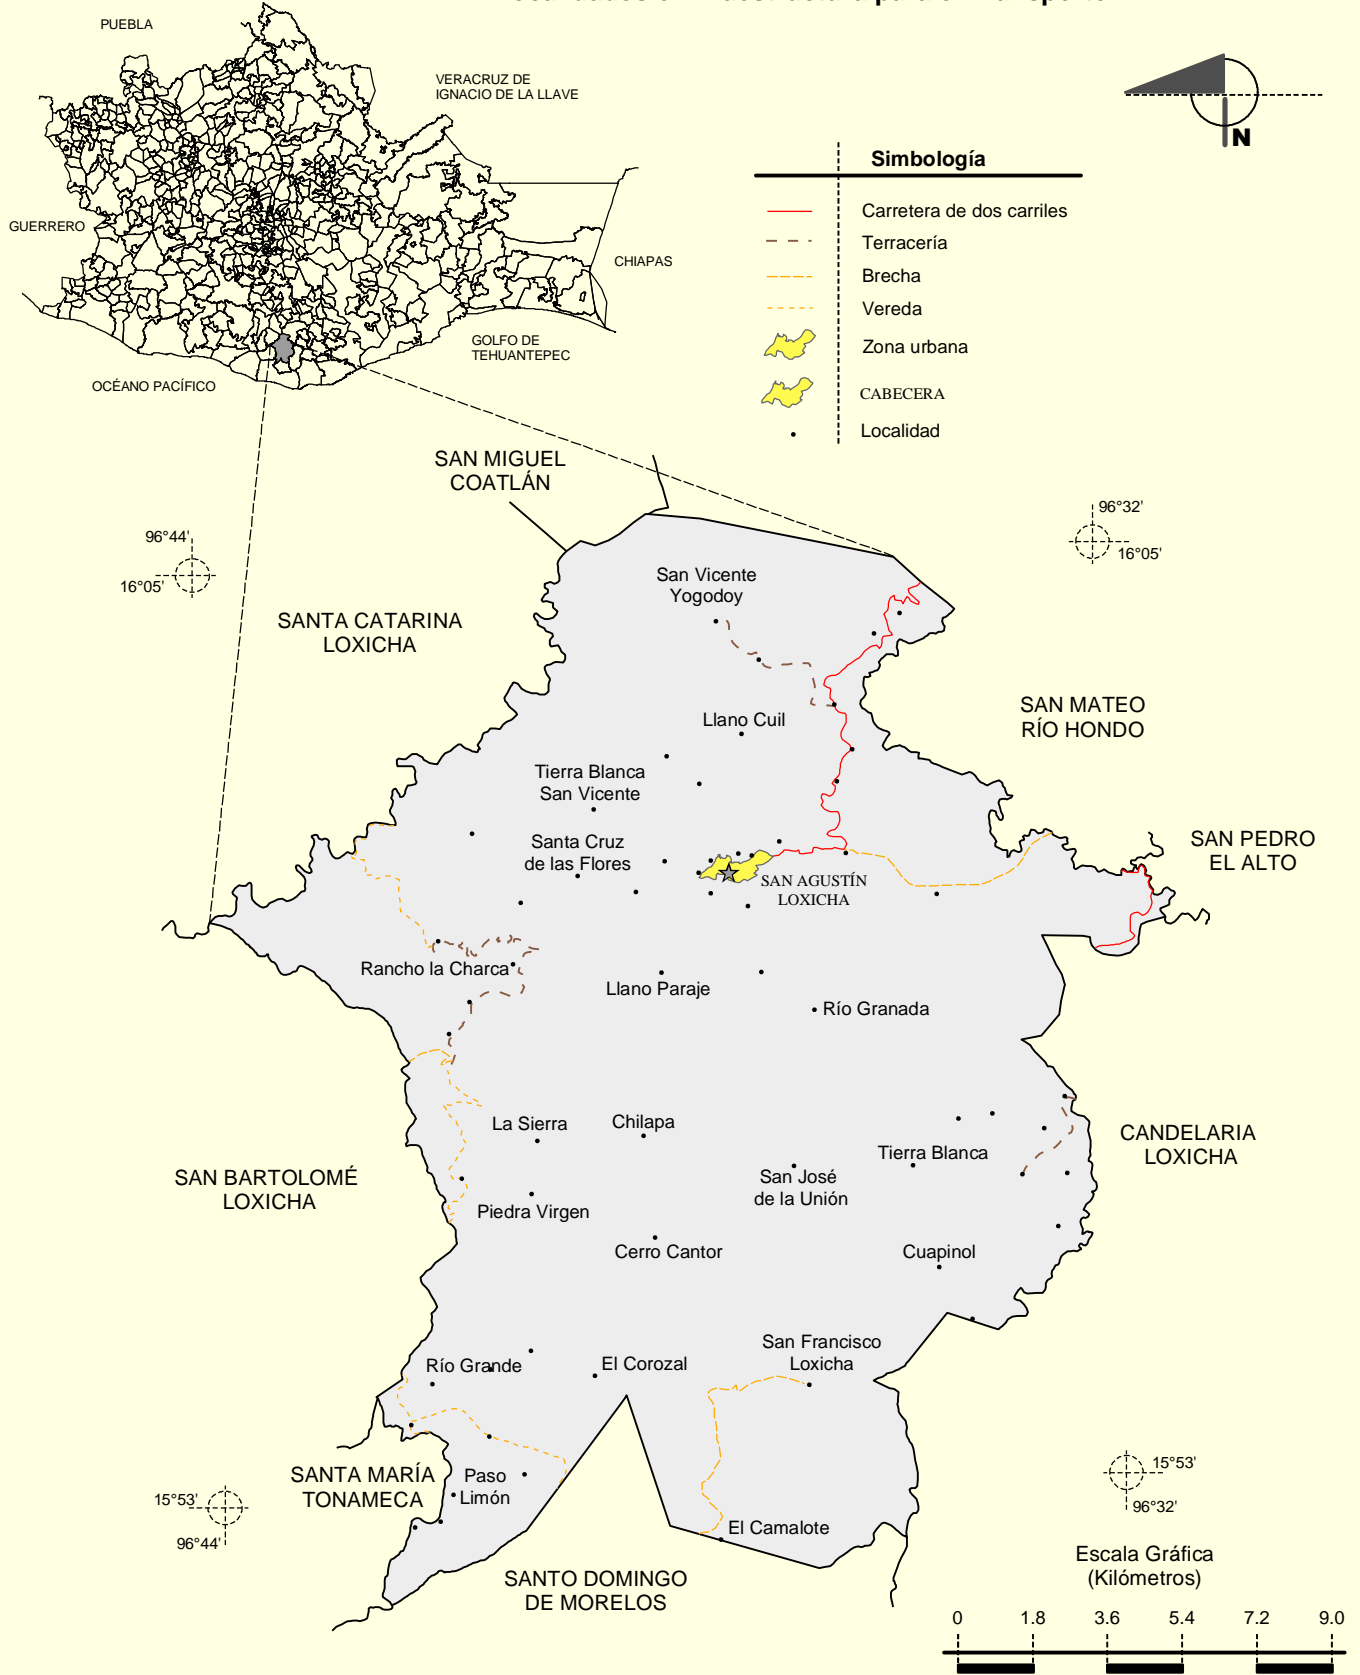 PUEBLA
VERACRUZ DE
IGNACIO DE LA LLAVE
GUERRERO
CHIAPAS
GOLFO DE
TEHUANTEPEC
OCÉANO PACÍFICO
N
Simbología
Carretera de dos carriles
Terracería
Brecha
Vereda
Zona urbana
CABECERA
Localidad
SAN MIGUEL
COATLÁN
96°44'
16°05'
96°32'
16°05'
SANTA CATARINA
LOXICHA
San Vicente
Yogodoy
SAN MATEO
RÍO HONDO
Llano Cuil
Tierra Blanca
San Vicente
Santa Cruz
de las Flores
SAN PEDRO
EL ALTO
SAN AGUSTÍN
LOXICHA
Rancho la Charca
Llano Paraje
Río Granada
La Sierra
Chilapa
CANDELARIA
LOXICHA
Tierra Blanca
San José
de la Unión
SAN BARTOLOMÉ
LOXICHA
Piedra Virgen
Cerro Cantor
Cuapinol
San Francisco
Loxicha
Río Grande
El Corozal
SANTA MARÍA
TONAMECA
Paso
Limón
15°53'
96°44'
15°53'
96°32'
El Camalote
SANTO DOMINGO
DE MORELOS
Escala Gráfica
(Kilómetros)
0 1.8 3.6 5.4 7.2 9.0